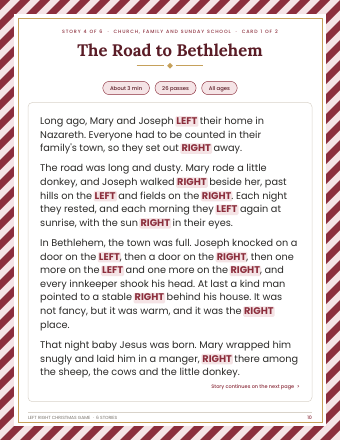 STORY 4 OF 6 • CHURCH, FAMILY AND SUNDAY SCHOOL • CARD 1 OF 2
The Road to Bethlehem
About 3 min 26 passes All ages
Long ago, Mary and Joseph LEFT their home in
Nazareth. Everyone had to be counted in their
family's town, so they set out RIGHT away.
The road was long and dusty. Mary rode a little
donkey, and Joseph walked RIGHT beside her, past
hills on the LEFT and fields on the RIGHT. Each night
they rested, and each morning they LEFT again at
sunrise, with the sun RIGHT in their eyes.
In Bethlehem, the town was full. Joseph knocked on a
door on the LEFT, then a door on the RIGHT, then one
more on the LEFT and one more on the RIGHT, and
every innkeeper shook his head. At last a kind man
pointed to a stable RIGHT behind his house. It was
not fancy, but it was warm, and it was the RIGHT
place.
That night baby Jesus was born. Mary wrapped him
snugly and laid him in a manger, RIGHT there among
the sheep, the cows and the little donkey.
Story continues on the next page ›
LEFT RIGHT CHRISTMAS GAME • 6 STORIES 10